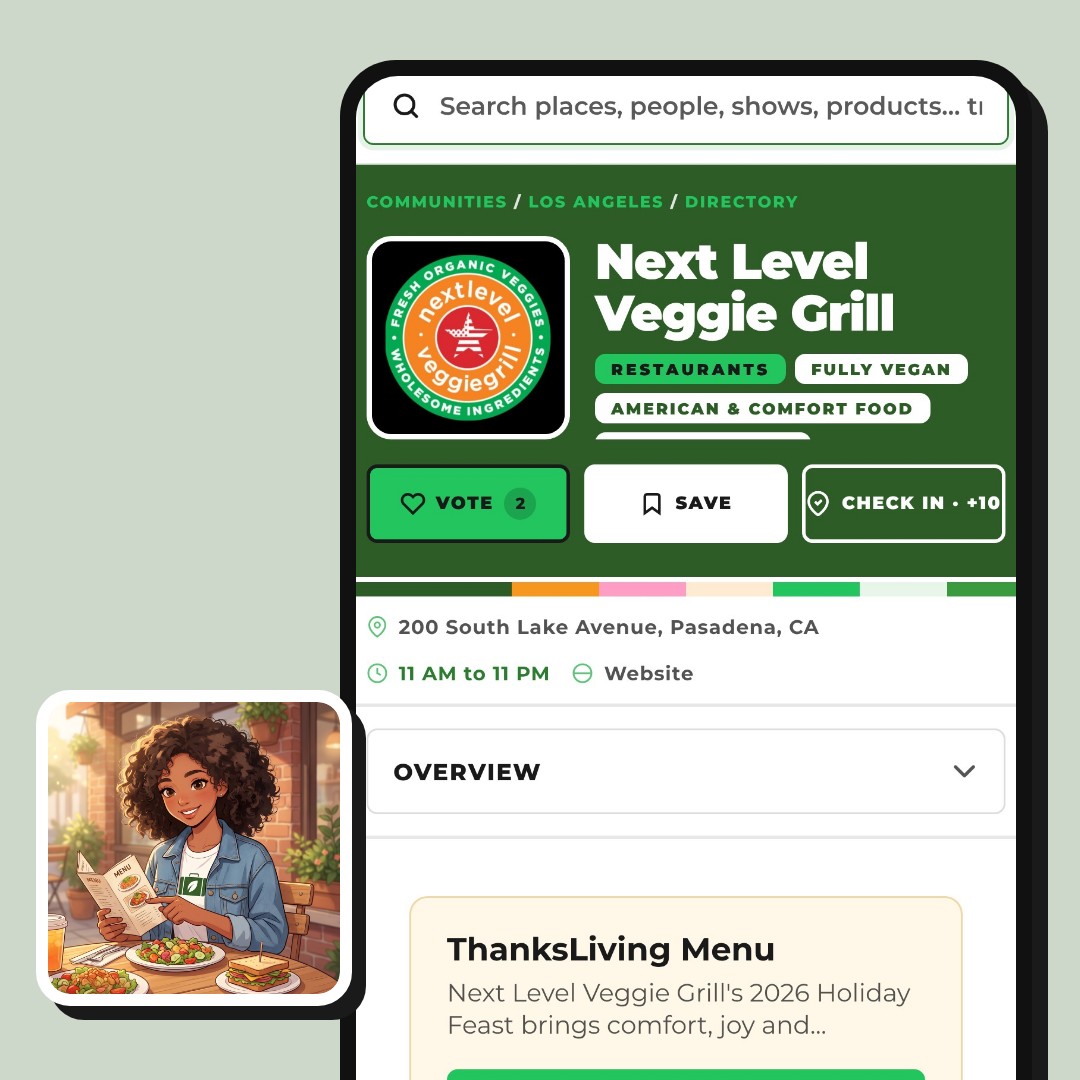 Search places, people, shows, products... tr
COMMUNITIES / LOS ANGELES / DIRECTORY
FRESH ORGANIC VEGGIES
nextlevel
veggiegrill
WHOLESOME INGREDIENTS
Next Level
Veggie Grill
RESTAURANTS FULLY VEGAN
AMERICAN & COMFORT FOOD
VOTE 2 SAVE CHECK IN · +10
200 South Lake Avenue, Pasadena, CA
11 AM to 11 PM Website
OVERVIEW
MENU
MENU
ThanksLiving Menu
Next Level Veggie Grill's 2026 Holiday
Feast brings comfort, joy and...